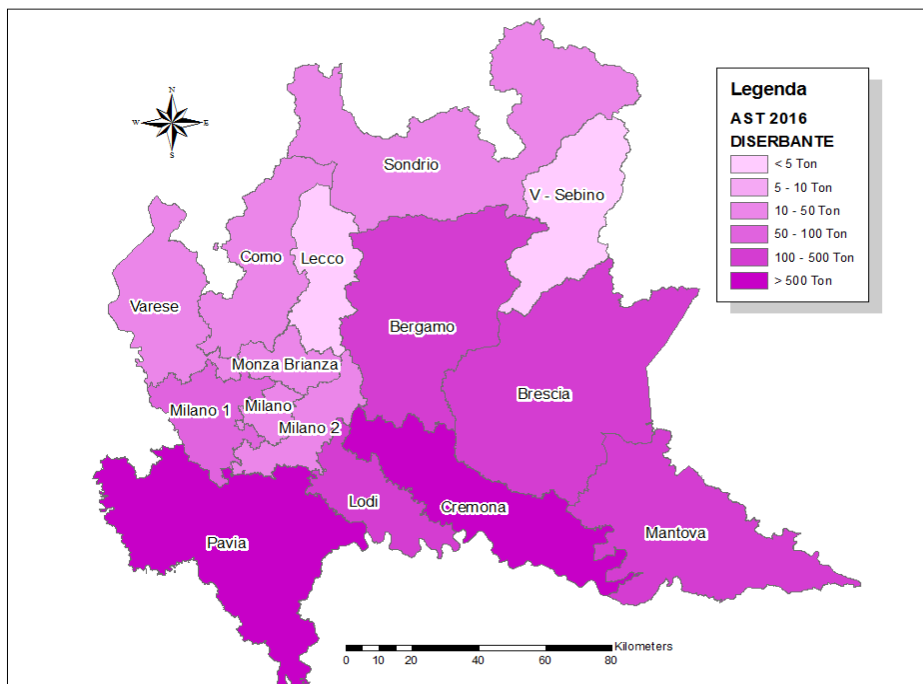 N
W
E
S
Legenda
AST 2016
DISERBANTE
< 5 Ton
5 - 10 Ton
10 - 50 Ton
50 - 100 Ton
100 - 500 Ton
> 500 Ton
Sondrio
V - Sebino
Como
Lecco
Varese
Bergamo
Monza Brianza
Brescia
Milano 1
Milano
Milano 2
Lodi
Cremona
Mantova
Pavia
Kilometers
0 5 10 20 40 60 80